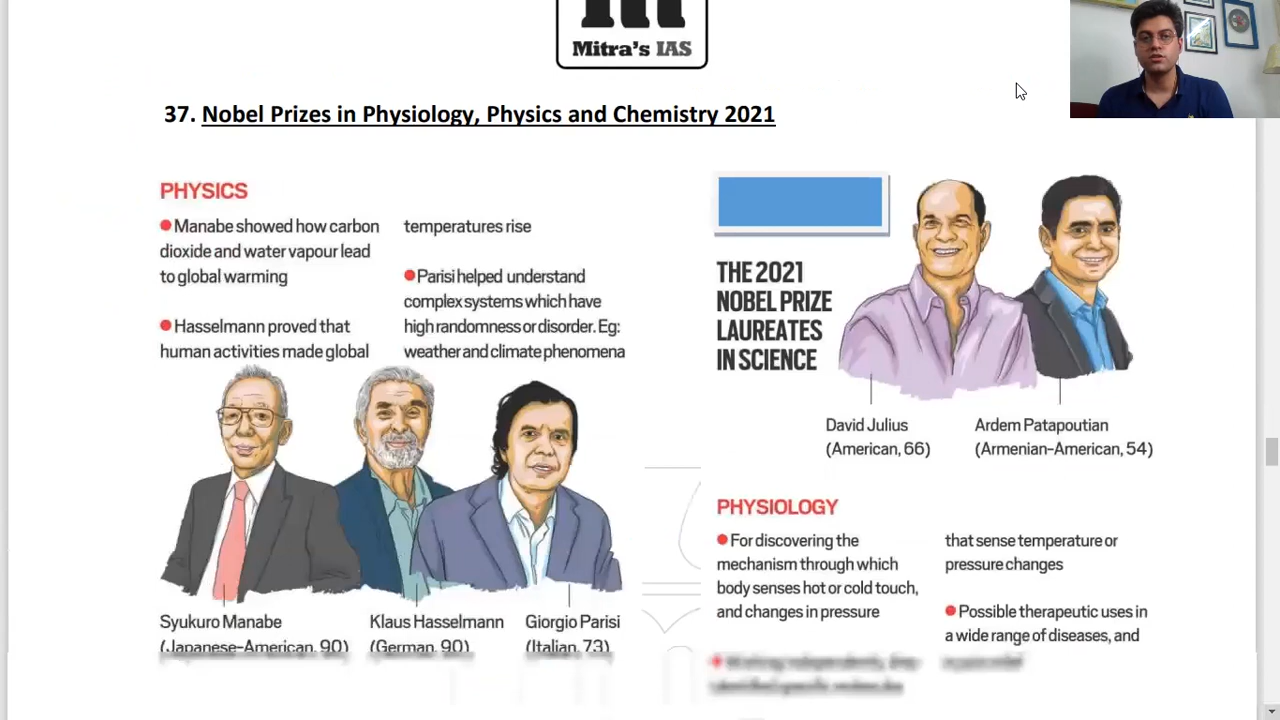 Mitra's IAS
37. Nobel Prizes in Physiology, Physics and Chemistry 2021
PHYSICS
Manabe showed how carbon
dioxide and water vapour lead
to global warming
Hasselmann proved that
human activities made global
temperatures rise
Parisi helped understand
complex systems which have
high randomness or disorder. Eg:
weather and climate phenomena
Syukuro Manabe
(Japanese-American, 90)
Klaus Hasselmann
(German, 90)
Giorgio Parisi
(Italian, 73)
THE 2021
NOBEL PRIZE
LAUREATES
IN SCIENCE
David Julius
(American, 66)
Ardem Patapoutian
(Armenian-American, 54)
PHYSIOLOGY
For discovering the
mechanism through which
body senses hot or cold touch,
and changes in pressure
that sense temperature or
pressure changes
Possible therapeutic uses in
a wide range of diseases, and